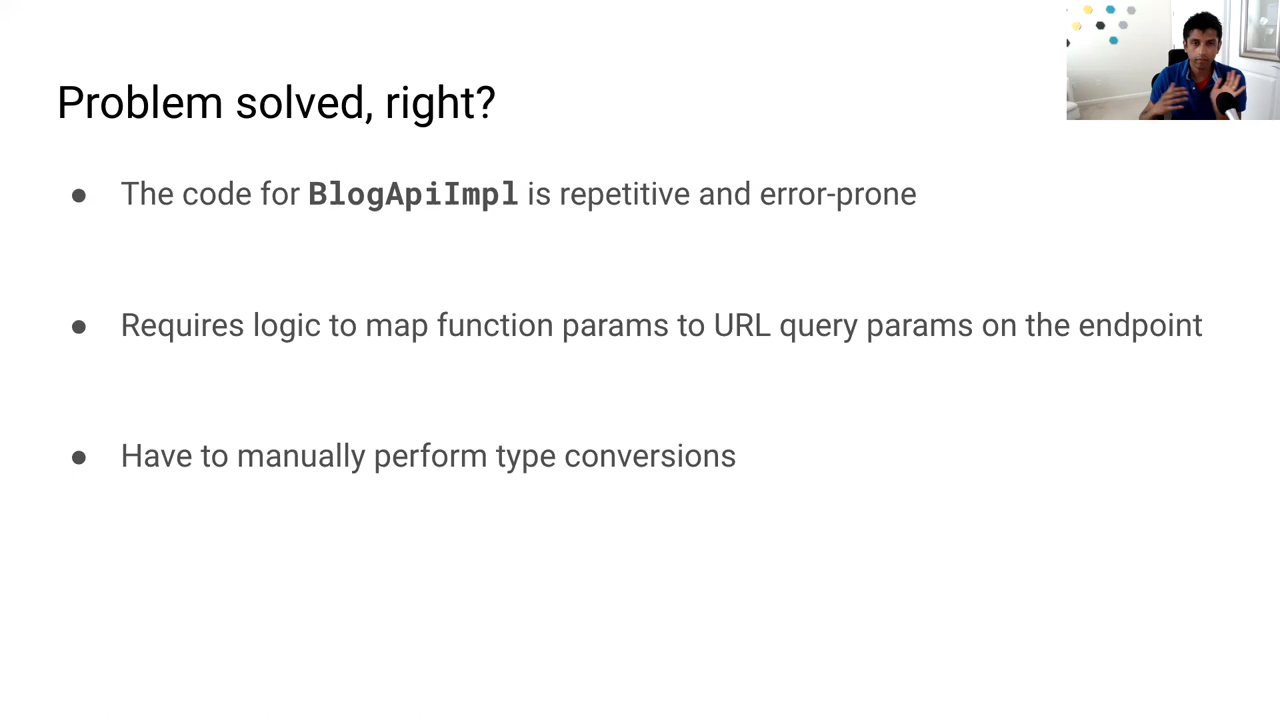 Problem solved, right?
● The code for BlogApiImpl is repetitive and error-prone
● Requires logic to map function params to URL query params on the endpoint
● Have to manually perform type conversions